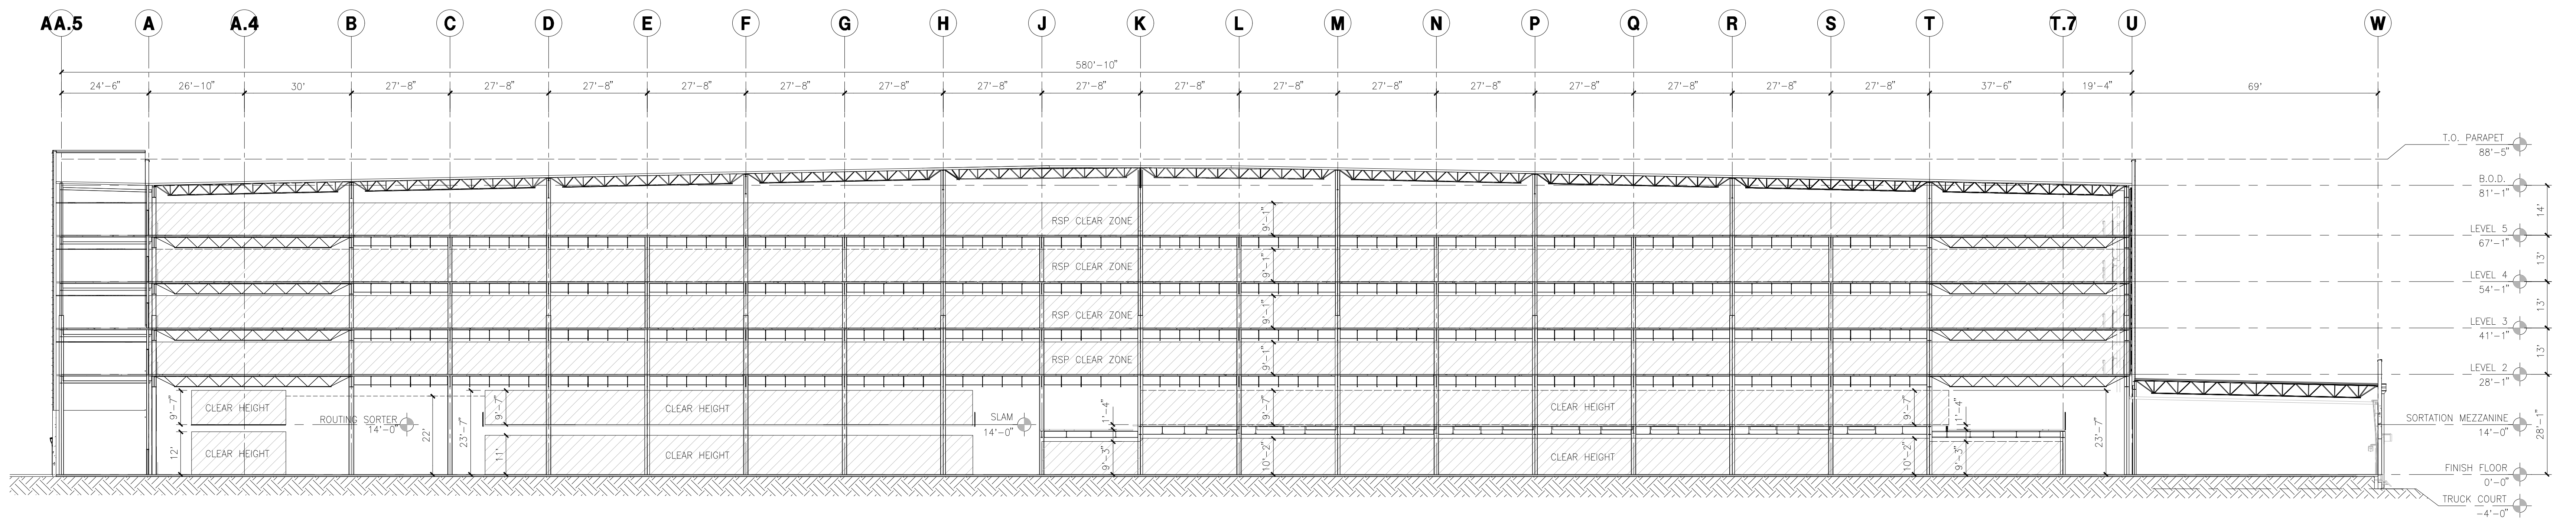 AA.5 A A.4 B C D E F G H J K L M N P Q R S T T.7 U W
580'-10"
24'-6" 26'-10" 30' 27'-8" 27'-8" 27'-8" 27'-8" 27'-8" 27'-8" 27'-8" 27'-8" 27'-8" 27'-8" 27'-8" 27'-8" 27'-8" 27'-8" 27'-8" 27'-8" 37'-6" 19'-4" 69'
T.O. PARAPET
88'-5"
B.O.D.
81'-1"
14'
RSP CLEAR ZONE 9'-1"
LEVEL 5
67'-1"
13'
RSP CLEAR ZONE 9'-1"
LEVEL 4
54'-1"
13'
RSP CLEAR ZONE 9'-1"
LEVEL 3
41'-1"
13'
RSP CLEAR ZONE 9'-1"
LEVEL 2
28'-1"
9'-7" CLEAR HEIGHT 9'-7" CLEAR HEIGHT 9'-7" CLEAR HEIGHT 9'-7"
ROUTING SORTER
14'-0"
22'
23'-7"
SLAM
14'-0"
1'-4"
1'-4"
23'-7"
SORTATION MEZZANINE
14'-0"
28'-1"
12' CLEAR HEIGHT 11' CLEAR HEIGHT 9'-3" 10'-2" CLEAR HEIGHT 10'-2" 9'-3"
FINISH FLOOR
0'-0"
TRUCK COURT
-4'-0"